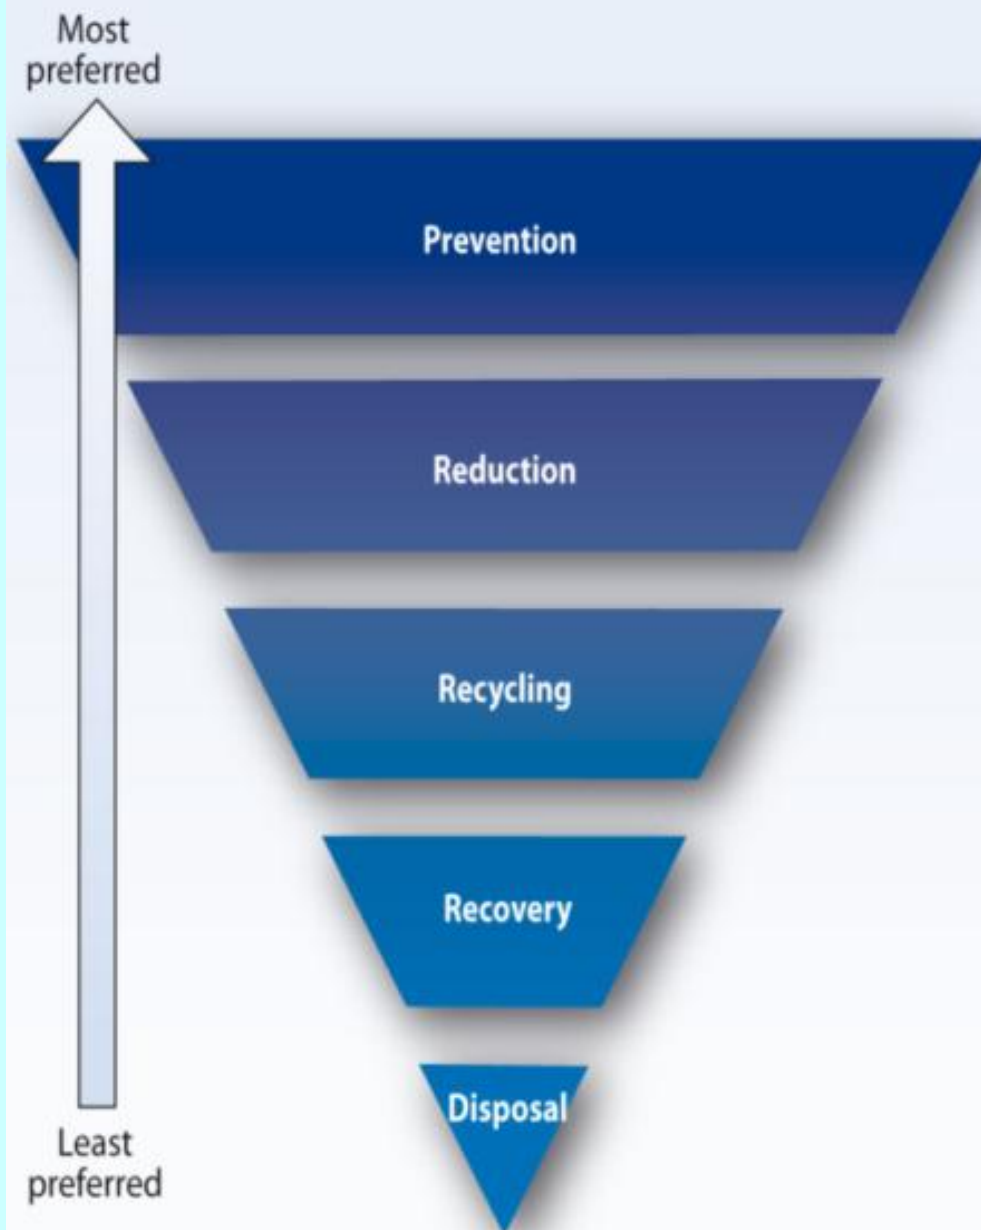 Most
preferred
Prevention
Reduction
Recycling
Recovery
Disposal
Least
preferred